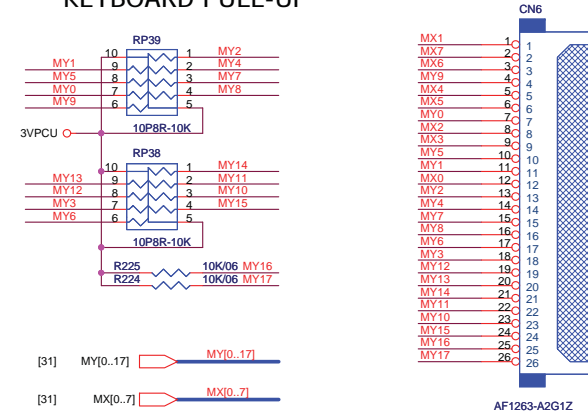 KEYBOARD PULL-UP
RP39
10 1 MY2
MY1 9 2 MY4
MY5 8 3 MY7
MY0 7 4 MY8
MY9 6 5
3VPCU 10P8R-10K
RP38
10 1 MY14
MY13 9 2 MY11
MY12 8 3 MY10
MY3 7 4 MY15
MY6 6 5
10P8R-10K
R225 10K/06 MY16
R224 10K/06 MY17
[31] MY[0..17] MY[0..17]
[31] MX[0..7] MX[0..7]
CN6
MX1 1 1
MX7 2 2
MX6 3 3
MY9 4 4
MX4 5 5
MX5 6 6
MY0 7 7
MX2 8 8
MX3 9 9
MY5 10 10
MY1 11 11
MX0 12 12
MY2 13 13
MY4 14 14
MY7 15 15
MY8 16 16
MY6 17 17
MY3 18 18
MY12 19 19
MY13 20 20
MY14 21 21
MY11 22 22
MY10 23 23
MY15 24 24
MY16 25 25
MY17 26 26
AF1263-A2G1Z